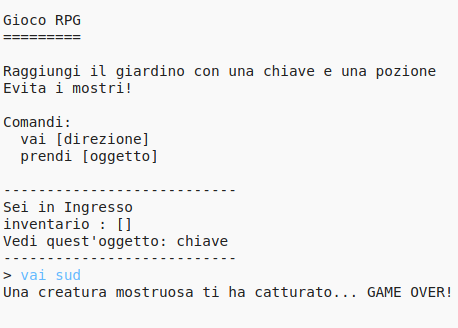 Gioco RPG
=========
Raggiungi il giardino con una chiave e una pozione
Evita i mostri!
Comandi:
  vai [direzione]
  prendi [oggetto]
---------------------------
Sei in Ingresso
inventario : []
Vedi quest'oggetto: chiave
---------------------------
> vai sud
Una creatura mostruosa ti ha catturato... GAME OVER!